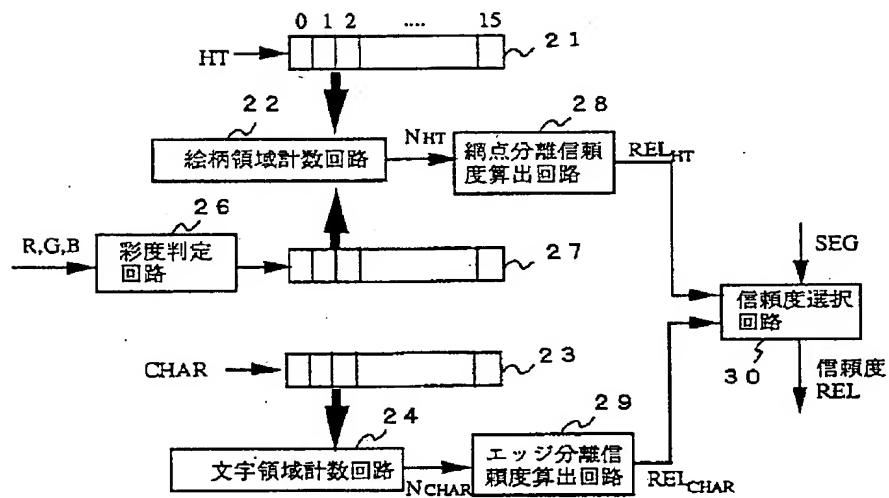 0 1 2 ．．．． 15
HT
２１
２２
絵柄領域計数回路
NHT
２８
網点分離信頼
度算出回路
RELHT
２６
R,G,B
彩度判定
回路
２７
SEG
信頼度選択
回路
３０
信頼度
REL
CHAR
２３
２４
文字領域計数回路
NCHAR
２９
エッジ分離信
頼度算出回路
RELCHAR